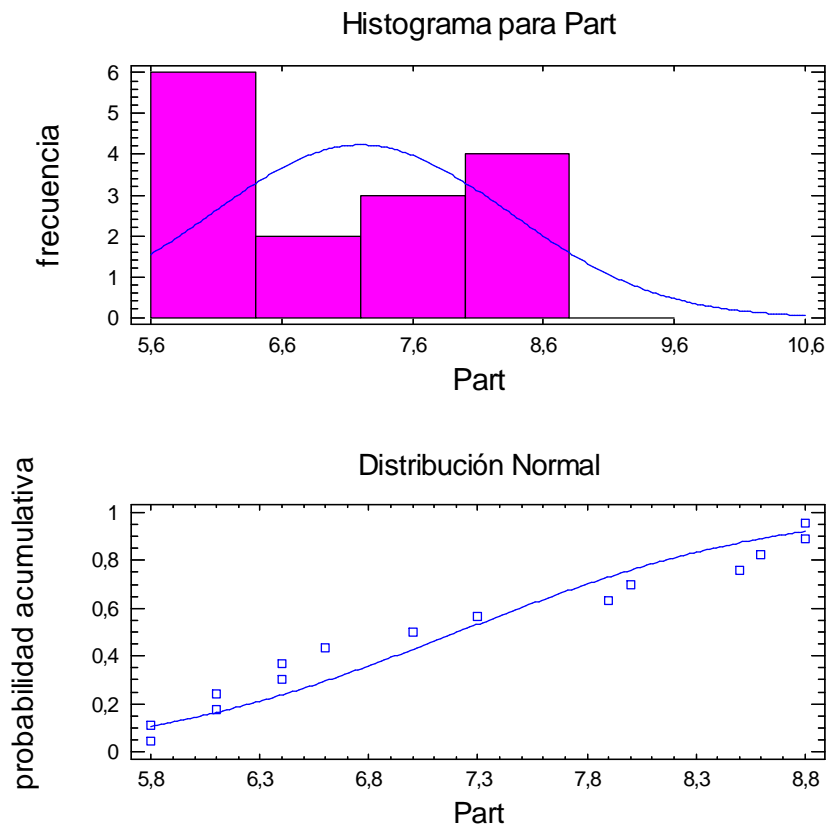 Histograma para Part
frecuencia
6
5
4
3
2
1
0
5,6 6,6 7,6 8,6 9,6 10,6
Part
Distribución Normal
probabilidad acumulativa
1
0,8
0,6
0,4
0,2
0
5,8 6,3 6,8 7,3 7,8 8,3 8,8
Part